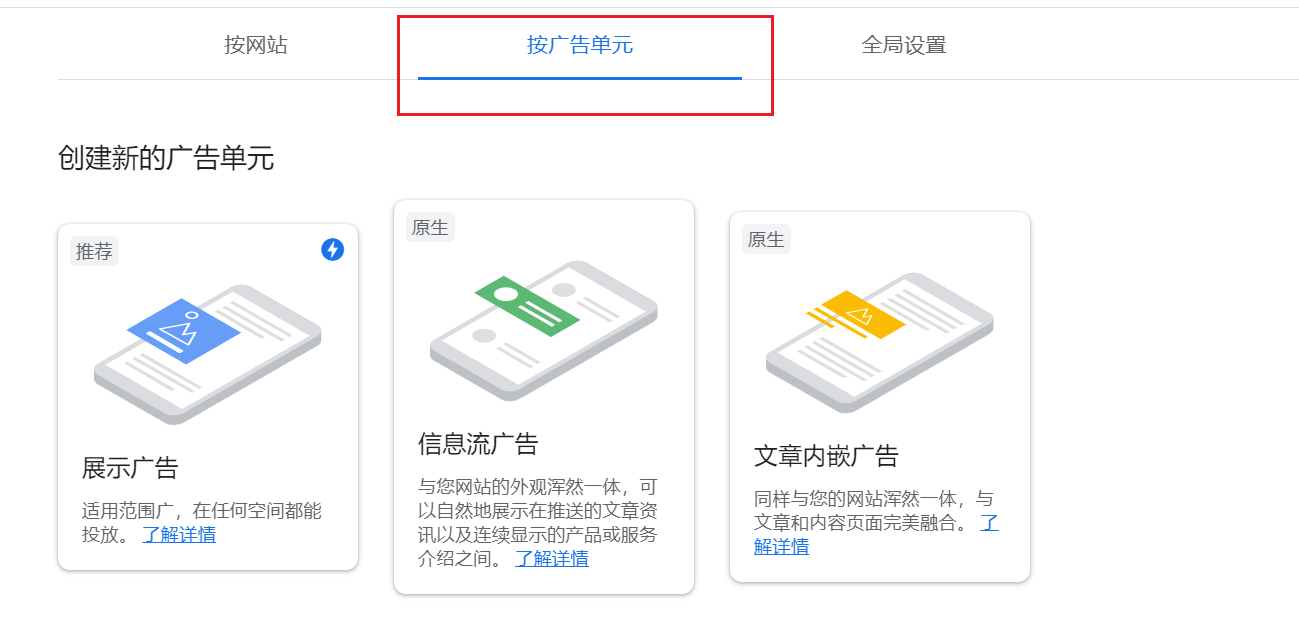 按网站
按广告单元
全局设置
创建新的广告单元
推荐
展示广告
适用范围广，在任何空间都能
投放。 了解详情
原生
信息流广告
与您网站的外观浑然一体，可
以自然地展示在推送的文章资
讯以及连续显示的产品或服务
介绍之间。 了解详情
原生
文章内嵌广告
同样与您的网站浑然一体，与
文章和内容页面完美融合。 了
解详情